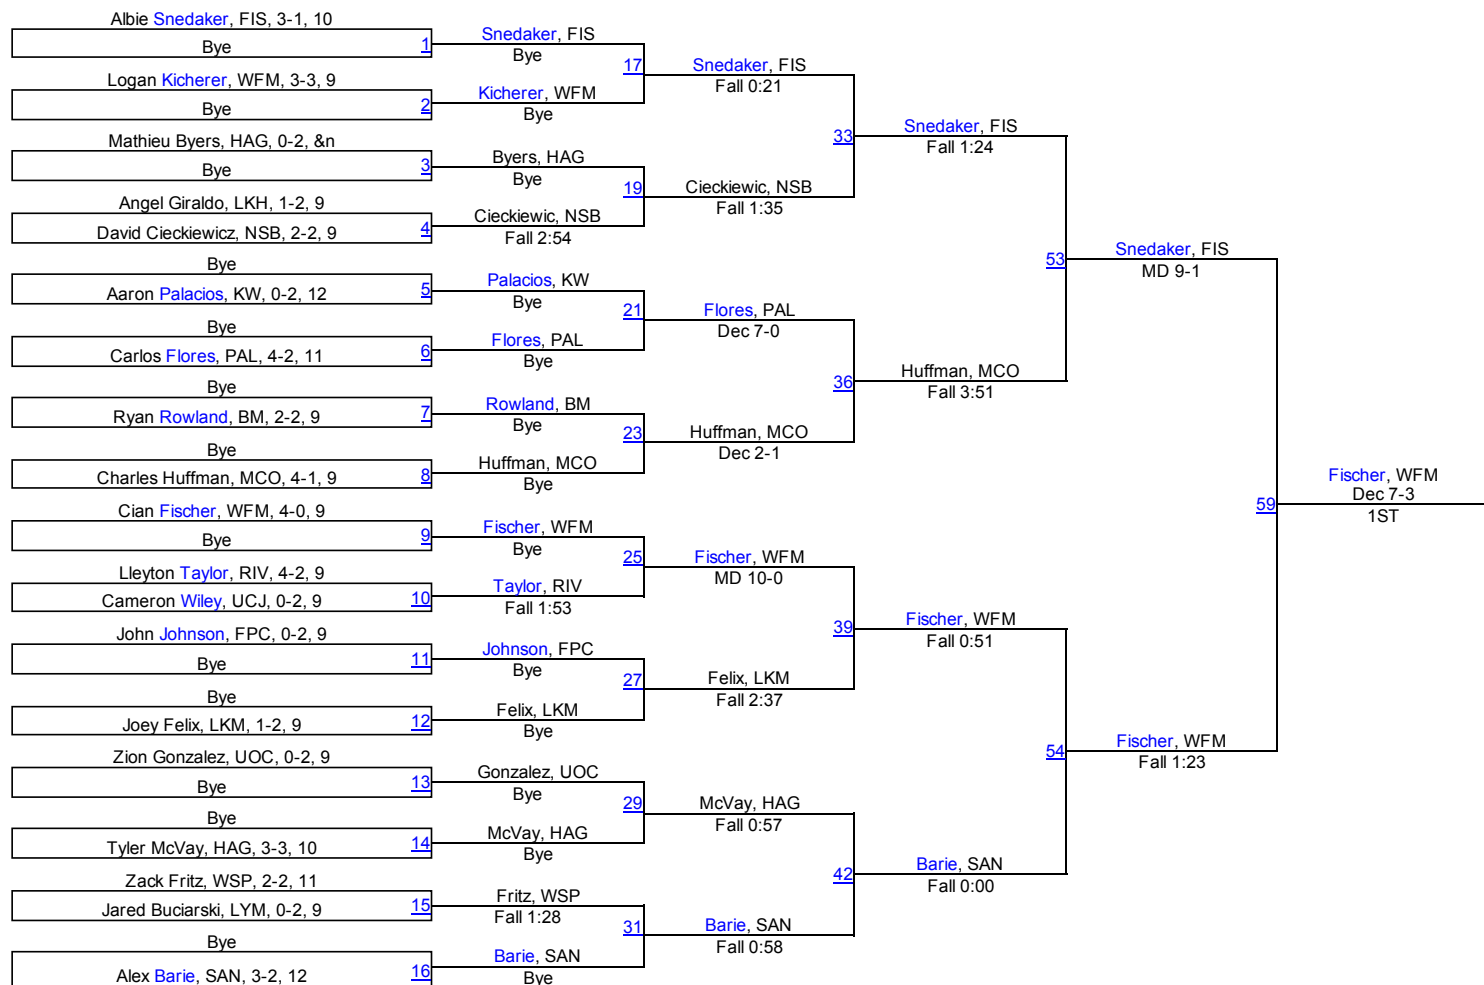 Albie Snedaker, FIS, 3-1, 10
Bye
1
Logan Kicherer, WFM, 3-3, 9
Bye
2
Mathieu Byers, HAG, 0-2, &n
Bye
3
Angel Giraldo, LKH, 1-2, 9
David Cieckiewicz, NSB, 2-2, 9
4
Bye
Aaron Palacios, KW, 0-2, 12
5
Bye
Carlos Flores, PAL, 4-2, 11
6
Bye
Ryan Rowland, BM, 2-2, 9
7
Bye
Charles Huffman, MCO, 4-1, 9
8
Cian Fischer, WFM, 4-0, 9
Bye
9
Lleyton Taylor, RIV, 4-2, 9
Cameron Wiley, UCJ, 0-2, 9
10
John Johnson, FPC, 0-2, 9
Bye
11
Bye
Joey Felix, LKM, 1-2, 9
12
Zion Gonzalez, UOC, 0-2, 9
Bye
13
Bye
Tyler McVay, HAG, 3-3, 10
14
Zack Fritz, WSP, 2-2, 11
Jared Buciarski, LYM, 0-2, 9
15
Bye
Alex Barie, SAN, 3-2, 12
16
Snedaker, FIS
Bye
17
Kicherer, WFM
Bye
Byers, HAG
Bye
19
Cieckiewic, NSB
Fall 2:54
Palacios, KW
Bye
21
Flores, PAL
Bye
Rowland, BM
Bye
23
Huffman, MCO
Bye
Fischer, WFM
Bye
25
Taylor, RIV
Fall 1:53
Johnson, FPC
Bye
27
Felix, LKM
Bye
Gonzalez, UOC
Bye
29
McVay, HAG
Bye
Fritz, WSP
Fall 1:28
31
Barie, SAN
Bye
Snedaker, FIS
Fall 0:21
33
Cieckiewic, NSB
Fall 1:35
Flores, PAL
Dec 7-0
36
Huffman, MCO
Dec 2-1
Fischer, WFM
MD 10-0
39
Felix, LKM
Fall 2:37
McVay, HAG
Fall 0:57
42
Barie, SAN
Fall 0:58
Snedaker, FIS
Fall 1:24
53
Huffman, MCO
Fall 3:51
Fischer, WFM
Fall 0:51
54
Barie, SAN
Fall 0:00
Snedaker, FIS
MD 9-1
59
Fischer, WFM
Fall 1:23
Fischer, WFM
Dec 7-3
1ST